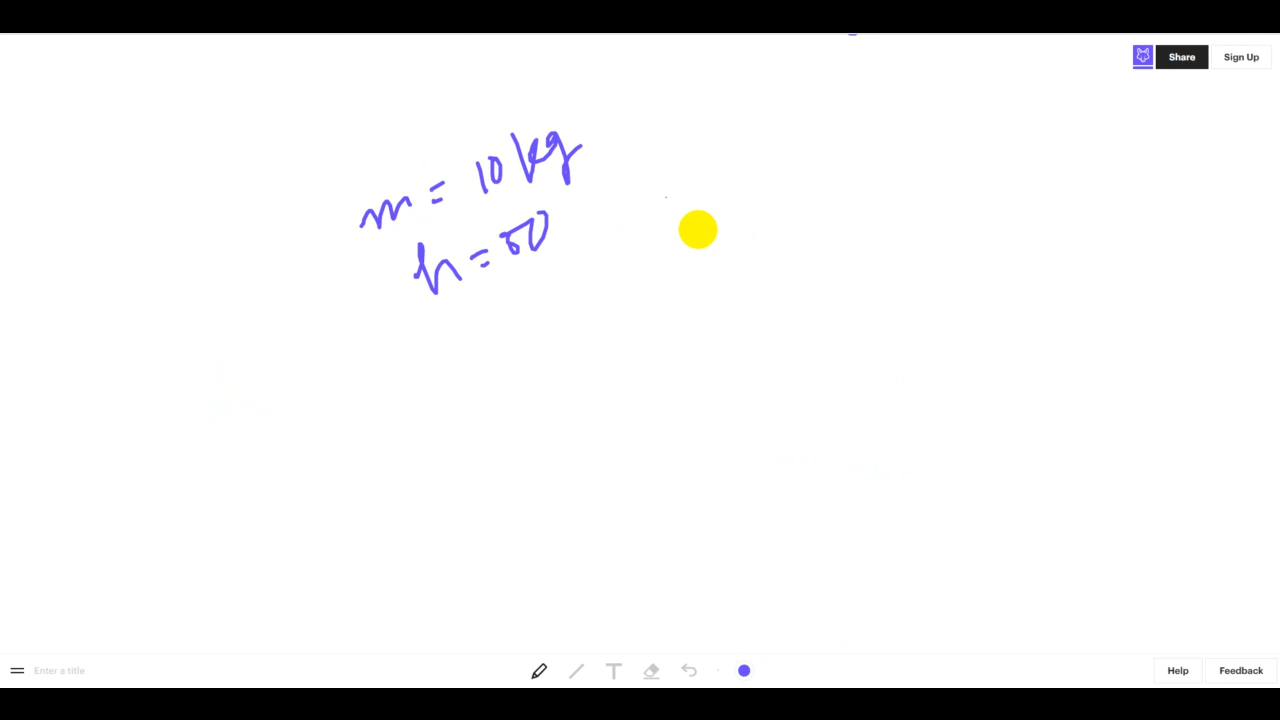 Share
Sign Up
m = 10 kg
h = 50
Enter a title
T
Help
Feedback